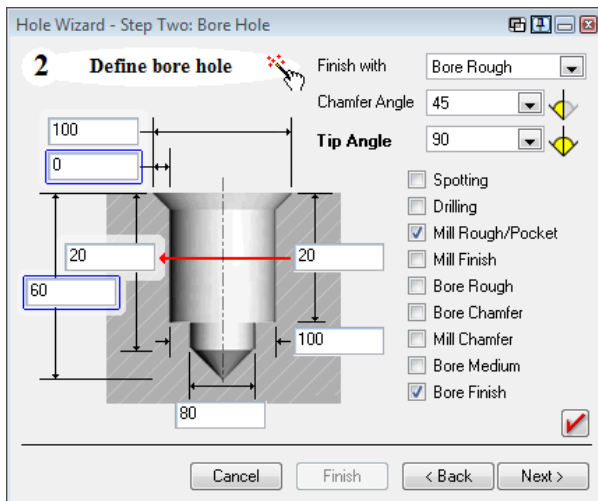 Hole Wizard - Step Two: Bore Hole
2 Define bore hole
Finish with Bore Rough
Chamfer Angle 45
Tip Angle 90
100
0
20
60
20
100
80
Spotting
Drilling
Mill Rough/Pocket
Mill Finish
Bore Rough
Bore Chamfer
Mill Chamfer
Bore Medium
Bore Finish
Cancel Finish < Back Next >